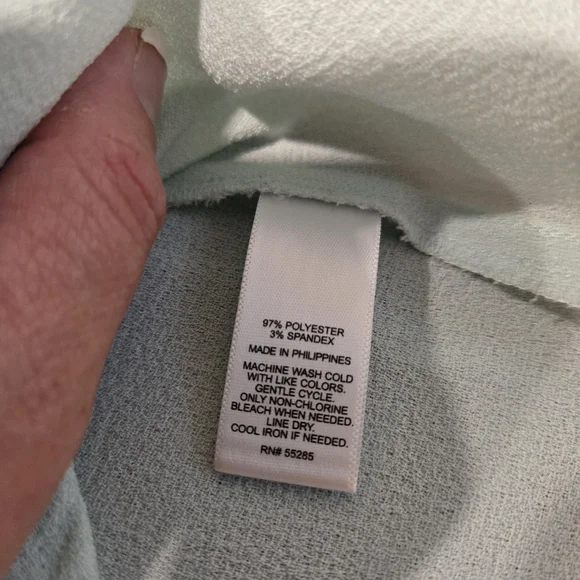 97% POLYESTER
3% SPANDEX
MADE IN PHILIPPINES
MACHINE WASH COLD
WITH LIKE COLORS.
GENTLE CYCLE.
ONLY NON-CHLORINE
BLEACH WHEN NEEDED.
LINE DRY.
COOL IRON IF NEEDED.
RN# 55285